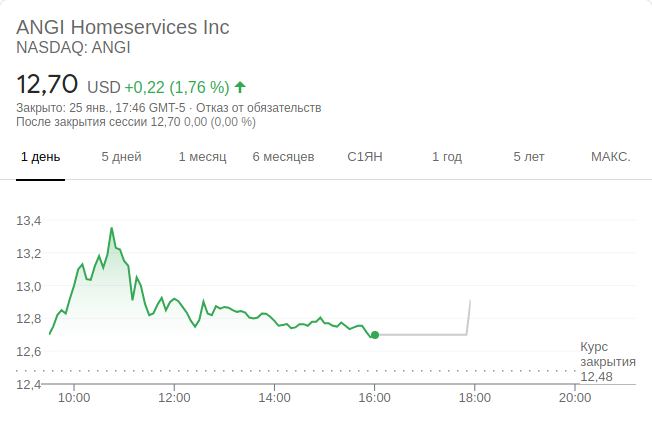 ANGI Homeservices Inc
NASDAQ: ANGI
12,70 USD +0,22 (1,76 %)
Закрыто: 25 янв., 17:46 GMT-5 · Отказ от обязательств
После закрытия сессии 12,70 0,00 (0,00 %)
1 день 5 дней 1 месяц 6 месяцев С1ЯН 1 год 5 лет МАКС.
13,4
13,2
13,0
12,8
12,6
12,4
Курс
закрытия
12,48
10:00 12:00 14:00 16:00 18:00 20:00